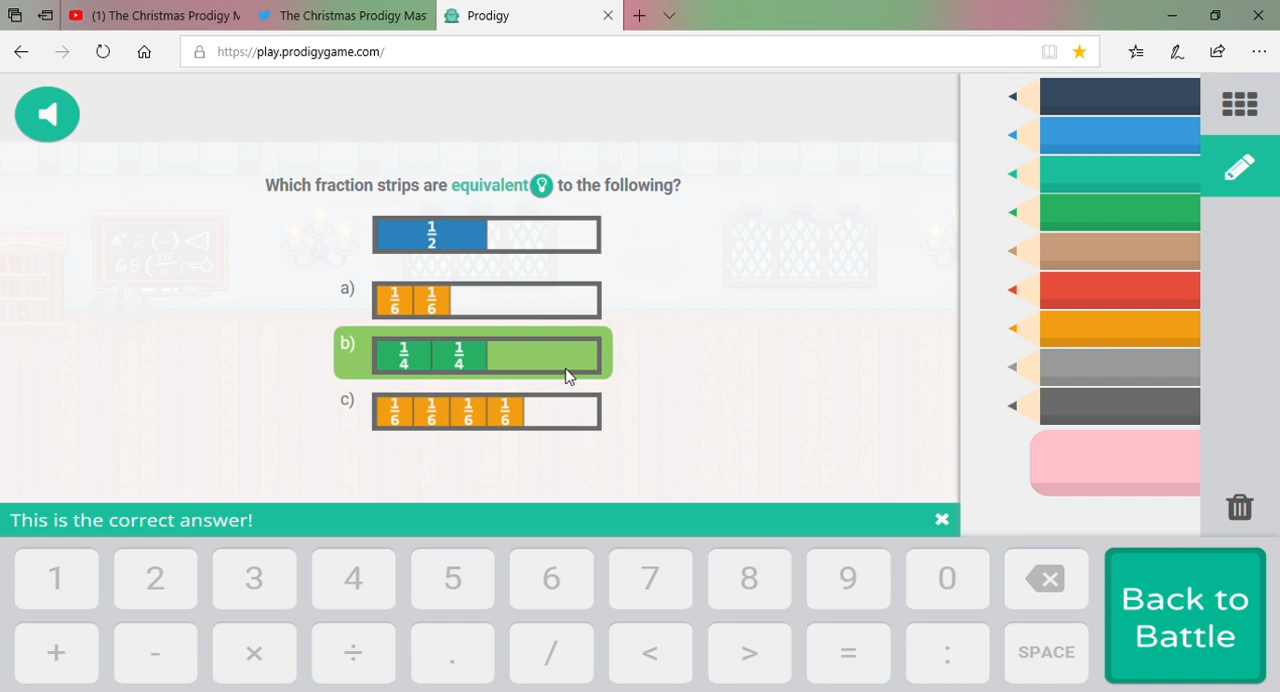 (1) The Christmas Prodigy M
The Christmas Prodigy Mas
Prodigy
https://play.prodigygame.com/
Which fraction strips are equivalent to the following?
1
2
a)
1 1
6 6
b)
1 1
4 4
c)
1 1 1 1
6 6 6 6
This is the correct answer!
1 2 3 4 5 6 7 8 9 0
+ - × ÷ . / < > = : SPACE
Back to
Battle